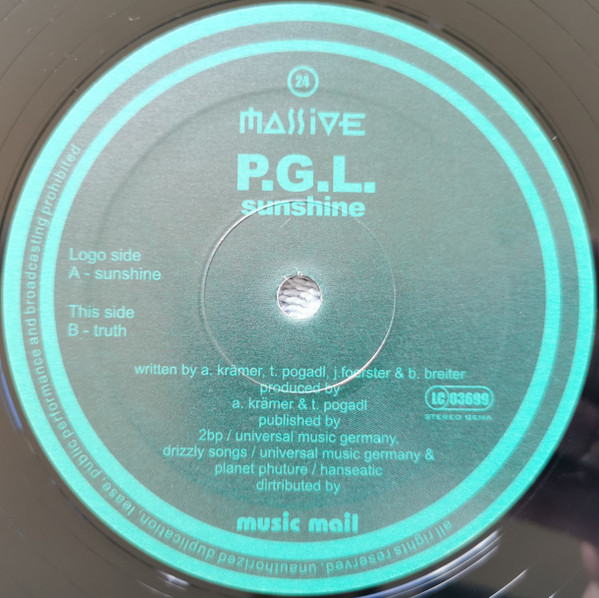 24
MASSIVE
P.G.L.
sunshine
Logo side
A - sunshine
This side
B - truth
written by a. krämer, t. pogadl, j foerster & b. breiter
produced by
a. krämer & t. pogadl
published by
2bp / universal music germany,
drizzly songs / universal music germany &
planet phuture / hanseatic
dirtributed by
music mail
LC 03699
STEREO GEMA
all rights reserved. unauthorized duplication, lease, public performance and broadcasting prohibited